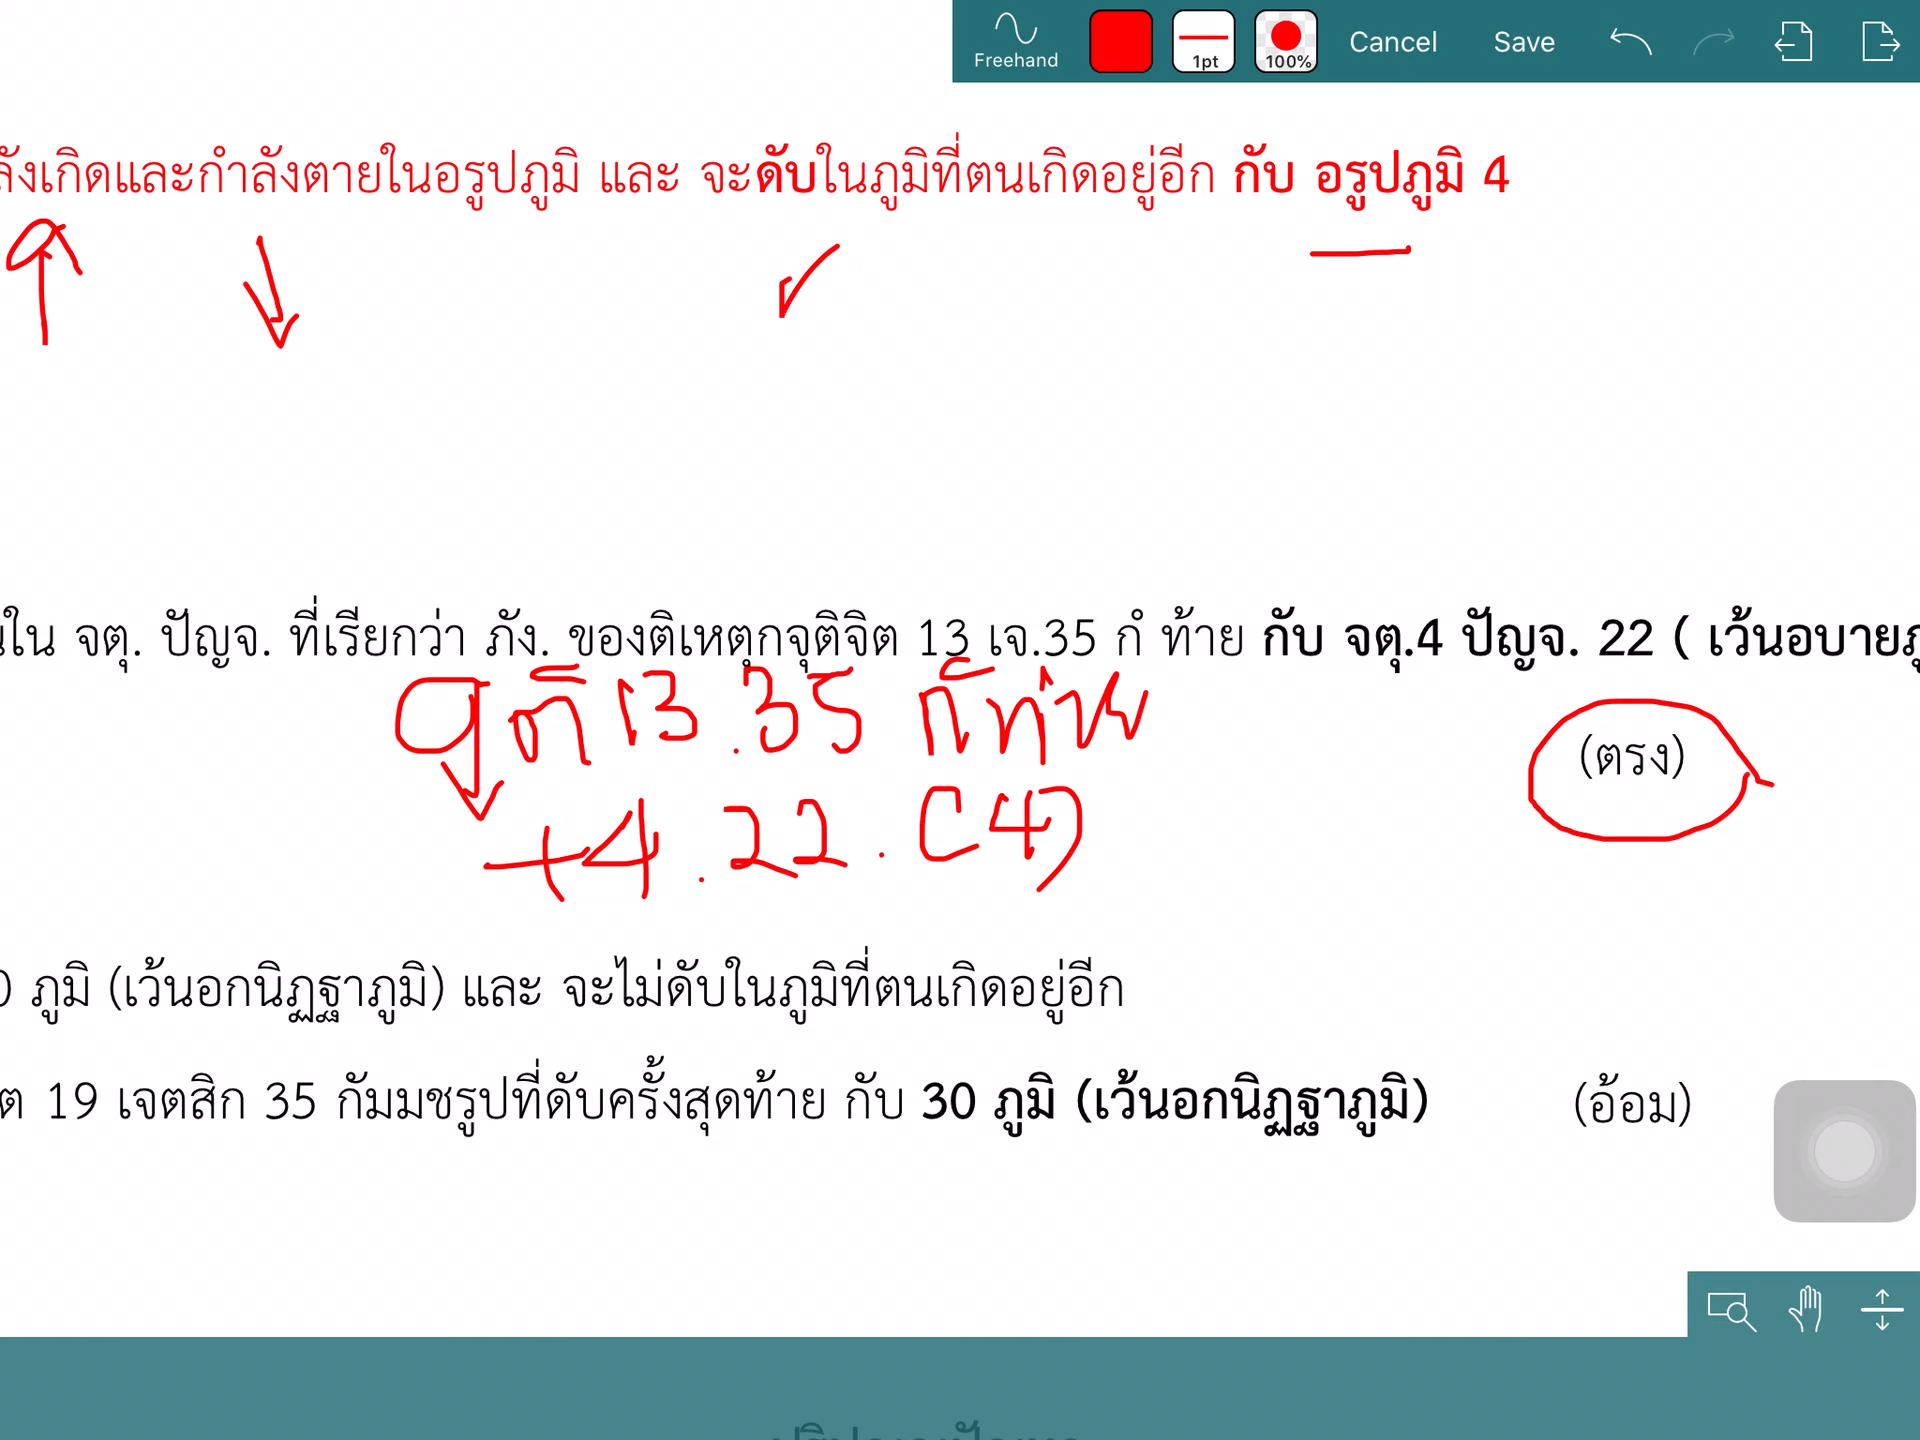 Freehand 1pt 100% Cancel Save
ลังเกิดและกำลังตายในอรูปภูมิ และ จะดับในภูมิที่ตนเกิดอยู่อีก กับ อรูปภูมิ 4
ใน จตุ. ปัญจ. ที่เรียกว่า ภัง. ของติเหตุกจุติจิต 13 เจ.35 กํ ท้าย กับ จตุ.4 ปัญจ. 22 ( เว้นอบายภู
ติ 13 . 35 กํท้าย
(ตรง)
+4 . 22 . (4)
0 ภูมิ (เว้นอกนิฏฐาภูมิ) และ จะไม่ดับในภูมิที่ตนเกิดอยู่อีก
ต 19 เจตสิก 35 กัมมชรูปที่ดับครั้งสุดท้าย กับ 30 ภูมิ (เว้นอกนิฏฐาภูมิ) (อ้อม)